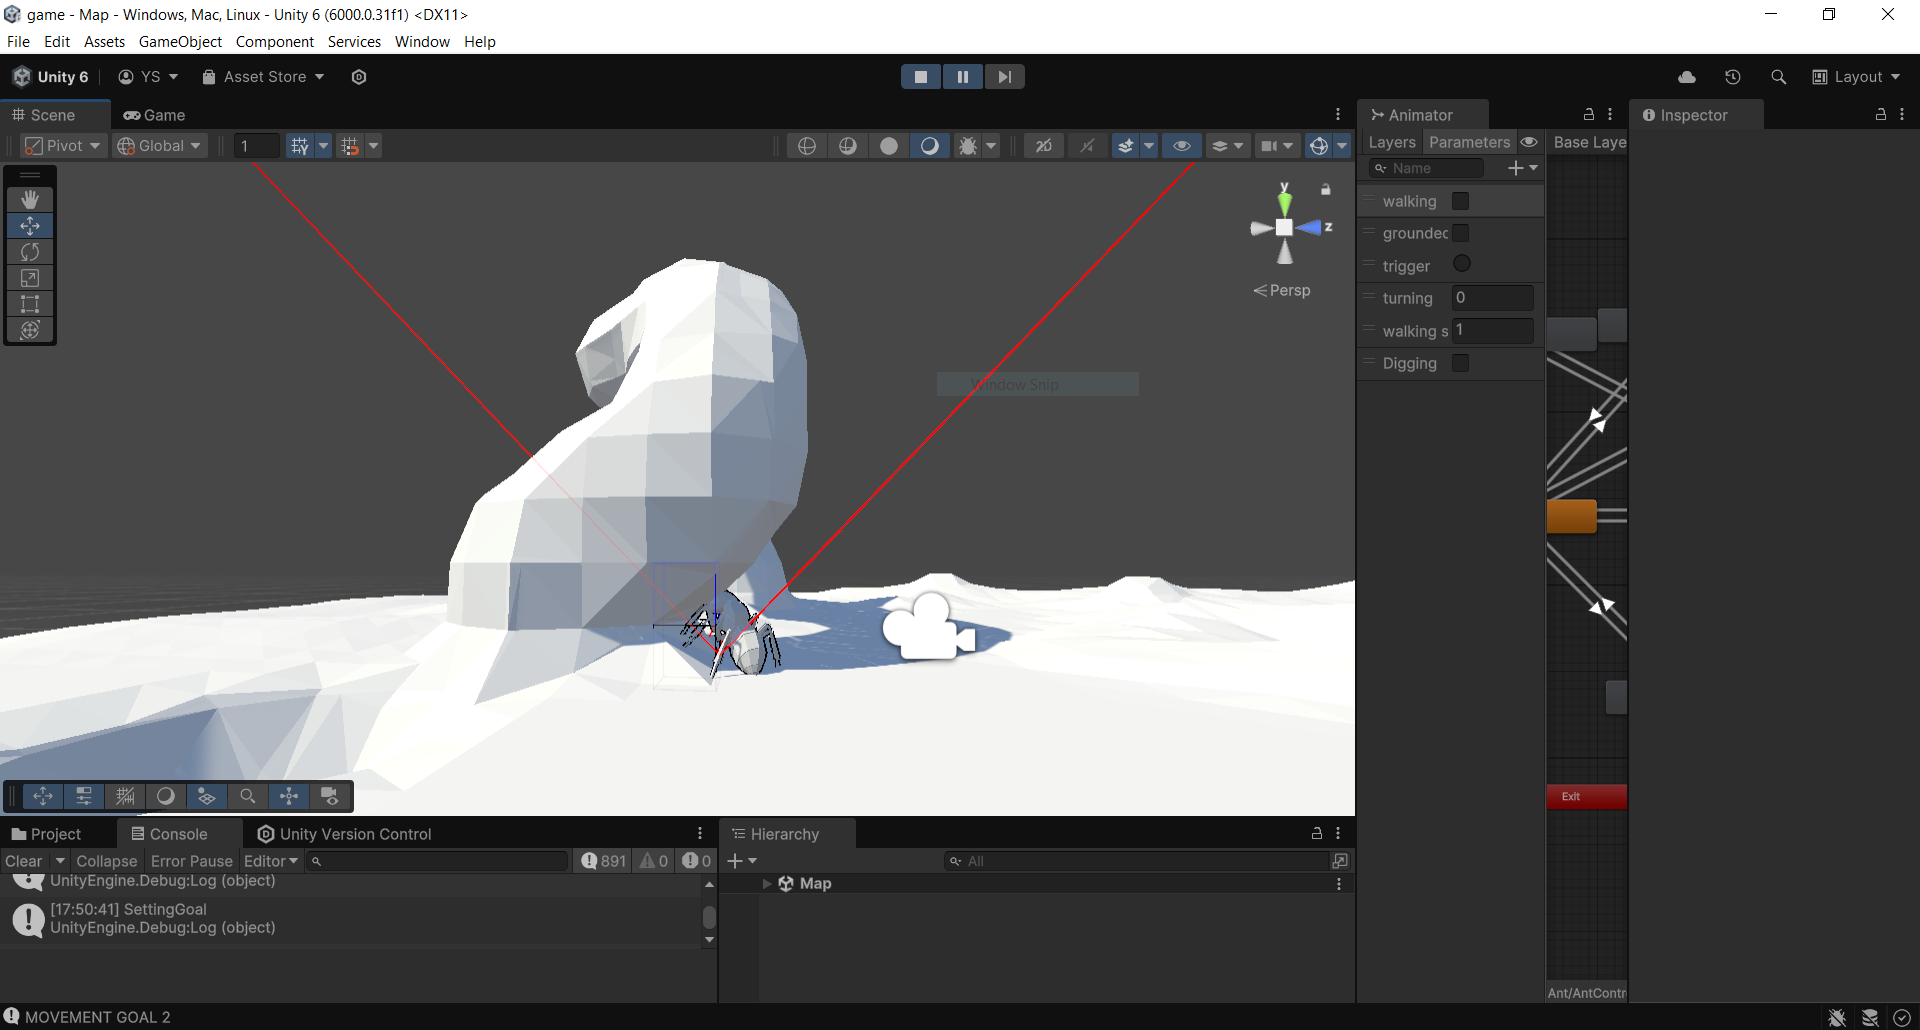 game - Map - Windows, Mac, Linux - Unity 6 (6000.0.31f1) <DX11>
File Edit Assets GameObject Component Services Window Help
Unity 6 YS Asset Store Layout
Scene Game
Pivot Global 1
2D
y
z
Persp
Window Snip
Animator
Layers Parameters Base Laye
Name
walking
grounded
trigger
turning 0
walking s 1
Digging
Exit
Ant/AntContr
Inspector
Project Console Unity Version Control
Clear Collapse Error Pause Editor 891 0 0
UnityEngine.Debug:Log (object)
[17:50:41] SettingGoal
UnityEngine.Debug:Log (object)
Hierarchy
All
Map
MOVEMENT GOAL 2